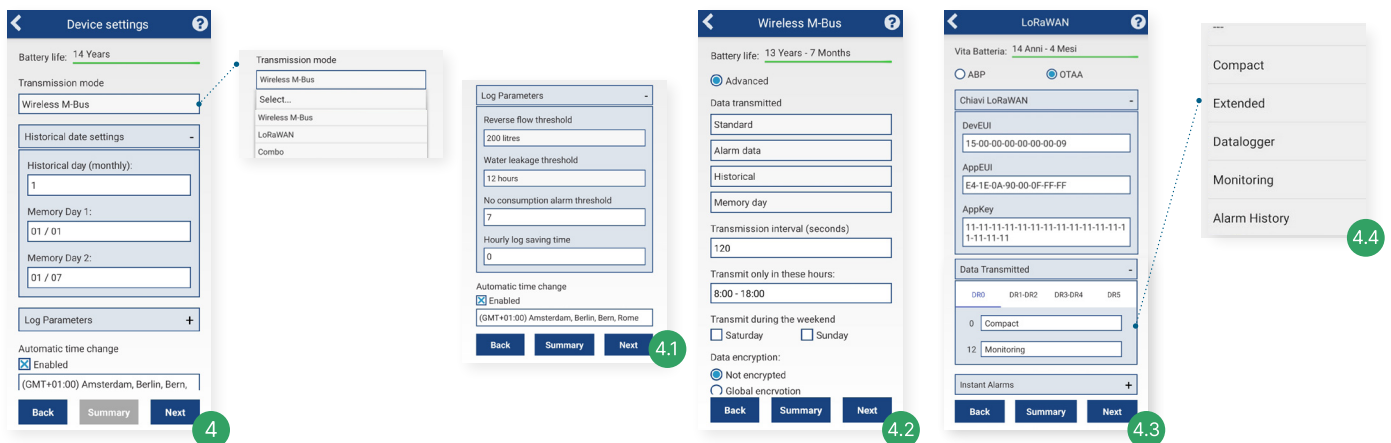 Device settings
?
Battery life: 14 Years
Transmission mode
Wireless M-Bus
Historical date settings -
Historical day (monthly):
1
Memory Day 1:
01 / 01
Memory Day 2:
01 / 07
Log Parameters +
Automatic time change
Enabled
(GMT+01:00) Amsterdam, Berlin, Bern,
Back Summary Next
4
Transmission mode
Wireless M-Bus
Select...
Wireless M-Bus
LoRaWAN
Combo
Log Parameters -
Reverse flow threshold
200 litres
Water leakage threshold
12 hours
No consumption alarm threshold
7
Hourly log saving time
0
Automatic time change
Enabled
(GMT+01:00) Amsterdam, Berlin, Bern, Rome
Back Summary Next
4.1
Wireless M-Bus
?
Battery life: 13 Years - 7 Months
Advanced
Data transmitted
Standard
Alarm data
Historical
Memory day
Transmission interval (seconds)
120
Transmit only in these hours:
8:00 - 18:00
Transmit during the weekend
Saturday Sunday
Data encryption:
Not encrypted
Global encryption
Back Summary Next
4.2
LoRaWAN
?
Vita Batteria: 14 Anni - 4 Mesi
ABP OTAA
Chiavi LoRaWAN -
DevEUI
15-00-00-00-00-00-00-09
AppEUI
E4-1E-0A-90-00-0F-FF-FF
AppKey
11-11-11-11-11-11-11-11-11-11-11-11-1
1-11-11-11
Data Transmitted -
DR0 DR1-DR2 DR3-DR4 DR5
0 Compact
12 Monitoring
Instant Alarms +
Back Summary Next
4.3
---
Compact
Extended
Datalogger
Monitoring
Alarm History
4.4